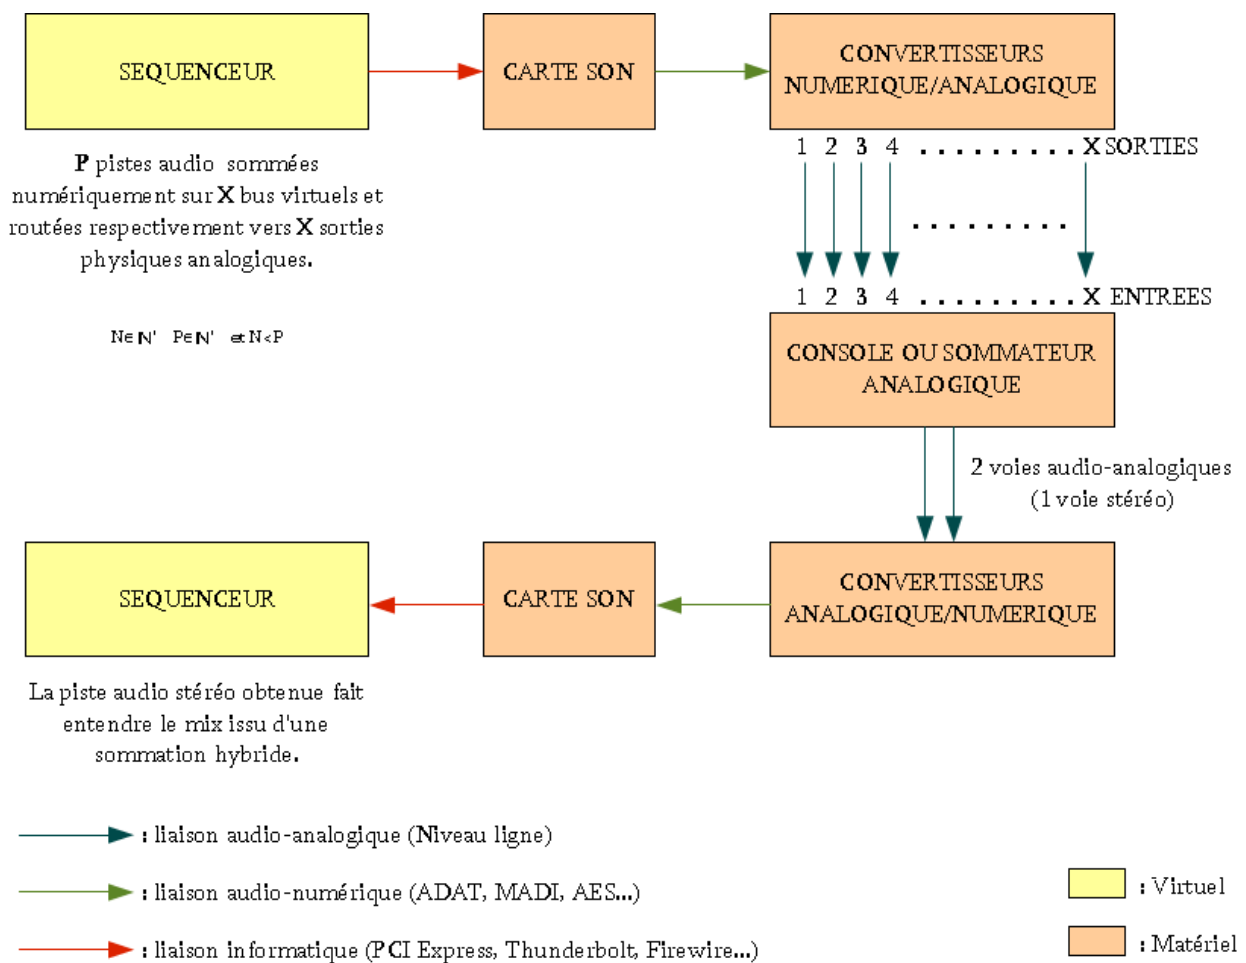 SEQUENCEUR
CARTE SON
CONVERTISSEURS
NUMERIQUE/ANALOGIQUE
1 2 3 4 . . . . . . . . . X SORTIES
P pistes audio sommées
numériquement sur X bus virtuels et
routées respectivement vers X sorties
physiques analogiques.
. . . . . . . . .
1 2 3 4 . . . . . . . . . X ENTREES
N∈ℕ* P∈ℕ* et N<P
CONSOLE OU SOMMATEUR
ANALOGIQUE
2 voies audio-analogiques
(1 voie stéréo)
SEQUENCEUR
CARTE SON
CONVERTISSEURS
ANALOGIQUE/NUMERIQUE
La piste audio stéréo obtenue fait
entendre le mix issu d'une
sommation hybride.
: liaison audio-analogique (Niveau ligne)
: liaison audio-numérique (ADAT, MADI, AES...)
: Virtuel
: liaison informatique (PCI Express, Thunderbolt, Firewire...)
: Matériel